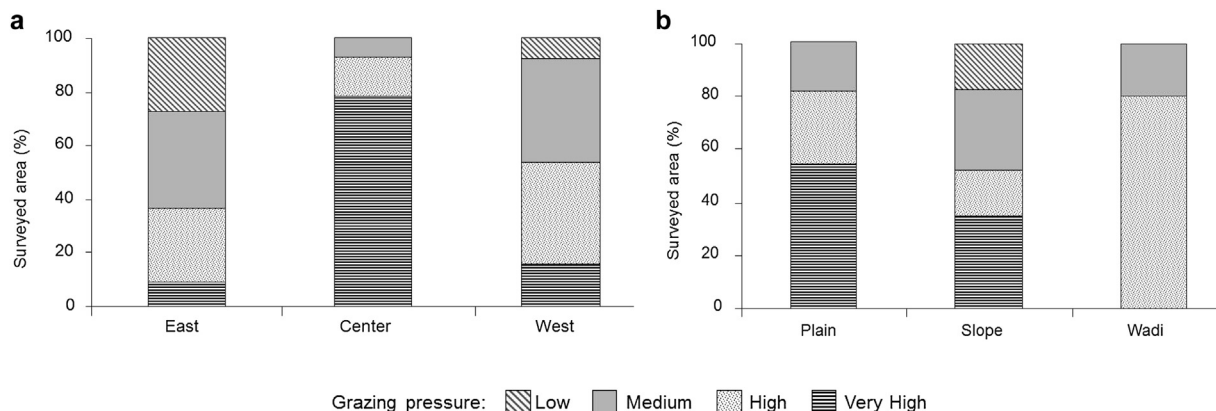 a
100
80
60
40
20
0
Surveyed area (%)
East Center West
b
100
80
60
40
20
0
Surveyed area (%)
Plain Slope Wadi
Grazing pressure: Low Medium High Very High